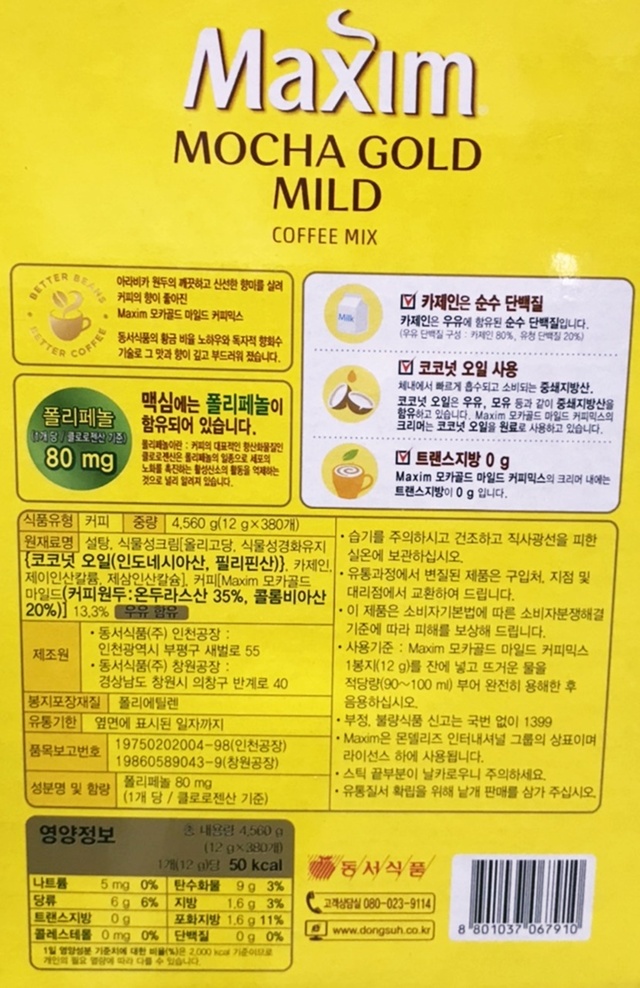 Maxim
MOCHA GOLD
MILD
COFFEE MIX
BETTER BEANS
BETTER COFFEE
아라비카 원두의 깨끗하고 신선한 향미를 살려
커피의 향이 좋아진
Maxim 모카골드 마일드 커피믹스
동서식품의 황금 비율 노하우와 독자적 향회수
기술로 그 맛과 향이 깊고 부드러워 졌습니다.
폴리페놀
(1개 당 / 클로로젠산 기준)
80 mg
맥심에는 폴리페놀이
함유되어 있습니다.
폴리페놀이란 : 커피의 대표적인 항산화물질인
클로로젠산은 폴리페놀의 일종으로 세포의
노화를 촉진하는 활성산소의 활동을 억제하는
것으로 널리 알려져 있습니다.
Milk
카제인은 순수 단백질
카제인은 우유에 함유된 순수 단백질입니다.
(우유 단백질 구성 : 카제인 80%, 유청 단백질 20%)
코코넛 오일 사용
체내에서 빠르게 흡수되고 소비되는 중쇄지방산.
코코넛 오일은 우유, 모유 등과 같이 중쇄지방산을
함유하고 있습니다. Maxim 모카골드 마일드 커피믹스의
크리머는 코코넛 오일을 원료로 사용하고 있습니다.
트랜스지방 0 g
Maxim 모카골드 마일드 커피믹스의 크리머 내에는
트랜스지방이 0 g 입니다.
식품유형 커피 중량 4,560 g(12 g×380개)
원재료명 설탕, 식물성크림[올리고당, 식물성경화유지
{코코넛 오일(인도네시아산, 필리핀산)}, 카제인,
제이인산칼륨, 제삼인산칼슘], 커피[Maxim 모카골드
마일드(커피원두:온두라스산 35%, 콜롬비아산
20%)] 13,3% 우유 함유
제조원
• 동서식품(주) 인천공장 :
인천광역시 부평구 새벌로 55
• 동서식품(주) 창원공장 :
경상남도 창원시 의창구 반계로 40
봉지포장재질 폴리에틸렌
유통기한 옆면에 표시된 일자까지
품목보고번호 19750202004-98(인천공장)
19860589043-9(창원공장)
성분명 및 함량 폴리페놀 80 mg
(1개 당 / 클로로젠산 기준)
• 습기를 주의하시고 건조하고 직사광선을 피한
실온에 보관하십시오.
• 유통과정에서 변질된 제품은 구입처, 지점 및
대리점에서 교환하여 드립니다.
• 이 제품은 소비자기본법에 따른 소비자분쟁해결
기준에 따라 피해를 보상해 드립니다.
• 사용기준 : Maxim 모카골드 마일드 커피믹스
1봉지(12 g)를 잔에 넣고 뜨거운 물을
적당량(90~100 ml) 부어 완전히 용해한 후
음용하십시오.
• 부정, 불량식품 신고는 국번 없이 1399
• Maxim은 몬델리즈 인터내셔널 그룹의 상표이며
라이선스 하에 사용됩니다.
• 스틱 끝부분이 날카로우니 주의하세요.
• 유통질서 확립을 위해 낱개 판매를 삼가 주십시오.
영양정보
총 내용량 4,560 g
(12 g×380개)
1개(12 g)당 50 kcal
나트륨 5 mg 0% 탄수화물 9 g 3%
당류 6 g 6% 지방 1.6 g 3%
트랜스지방 0 g 포화지방 1.6 g 11%
콜레스테롤 0 mg 0% 단백질 0 g 0%
1일 영양성분 기준치에 대한 비율(%)은 2,000 kcal 기준이므로
개인의 필요 열량에 따라 다를 수 있습니다.
동서식품
고객상담실 080-023-9114
www.dongsuh.co.kr
8 801037 067910